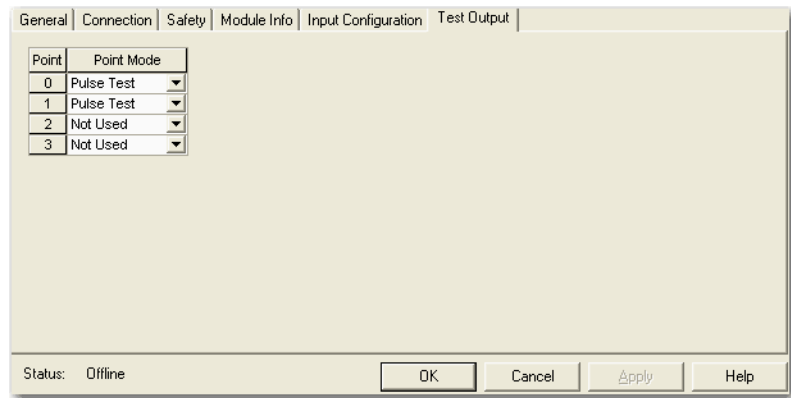 General Connection Safety Module Info Input Configuration Test Output
Point Point Mode
0 Pulse Test
1 Pulse Test
2 Not Used
3 Not Used
Status: Offline OK Cancel Apply Help